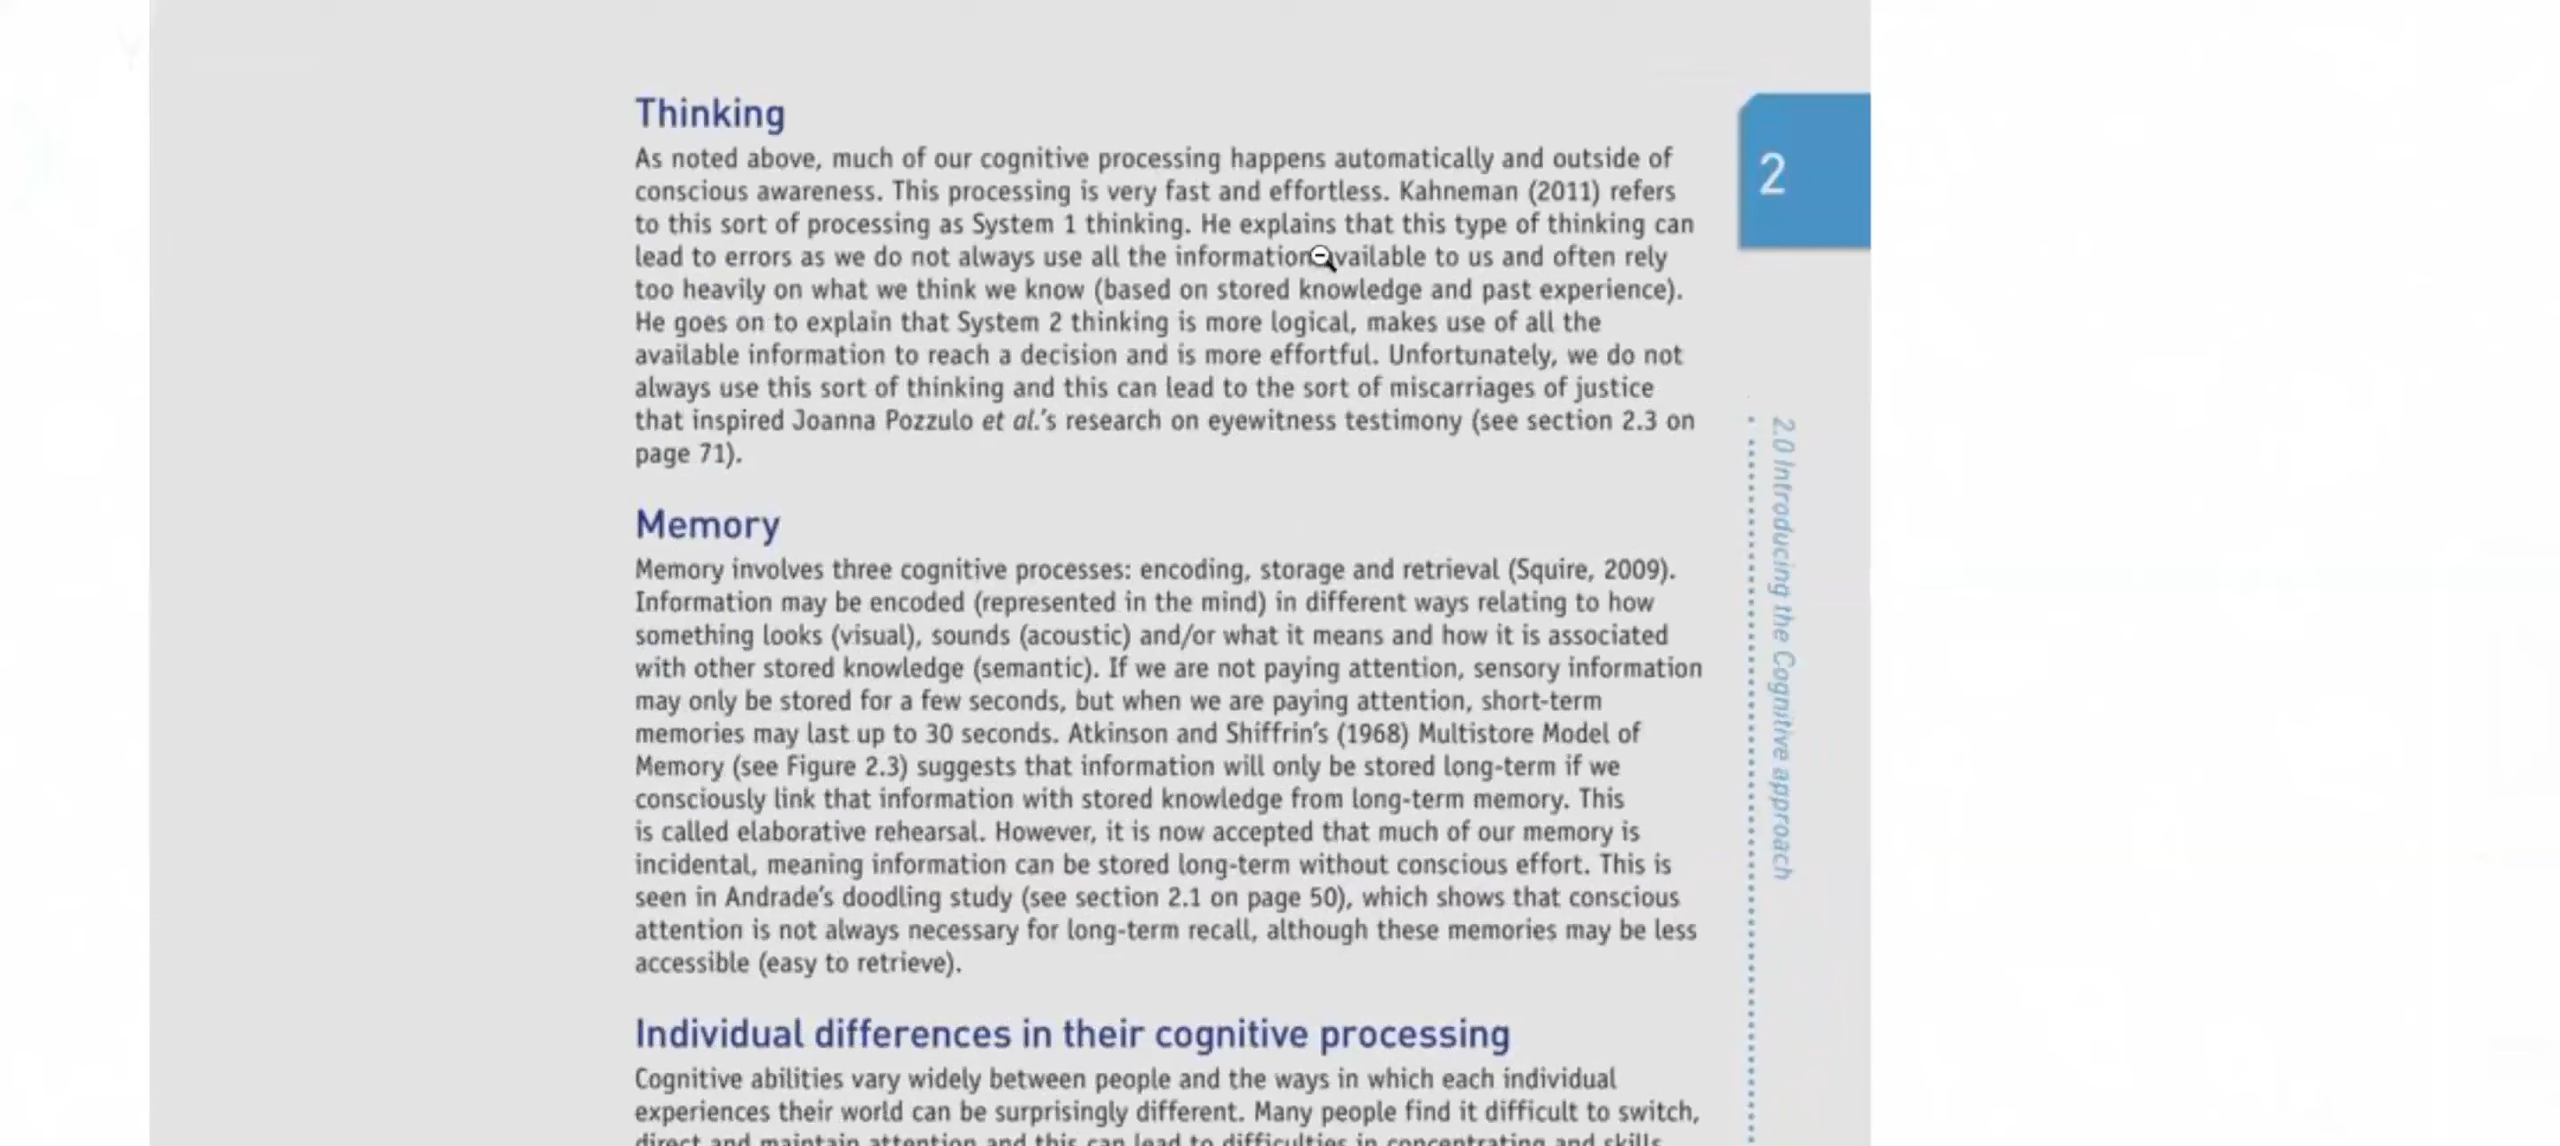 Thinking
As noted above, much of our cognitive processing happens automatically and outside of
conscious awareness. This processing is very fast and effortless. Kahneman (2011) refers
to this sort of processing as System 1 thinking. He explains that this type of thinking can
lead to errors as we do not always use all the information available to us and often rely
too heavily on what we think we know (based on stored knowledge and past experience).
He goes on to explain that System 2 thinking is more logical, makes use of all the
available information to reach a decision and is more effortful. Unfortunately, we do not
always use this sort of thinking and this can lead to the sort of miscarriages of justice
that inspired Joanna Pozzulo et al.'s research on eyewitness testimony (see section 2.3 on
page 71).
Memory
Memory involves three cognitive processes: encoding, storage and retrieval (Squire, 2009).
Information may be encoded (represented in the mind) in different ways relating to how
something looks (visual), sounds (acoustic) and/or what it means and how it is associated
with other stored knowledge (semantic). If we are not paying attention, sensory information
may only be stored for a few seconds, but when we are paying attention, short-term
memories may last up to 30 seconds. Atkinson and Shiffrin's (1968) Multistore Model of
Memory (see Figure 2.3) suggests that information will only be stored long-term if we
consciously link that information with stored knowledge from long-term memory. This
is called elaborative rehearsal. However, it is now accepted that much of our memory is
incidental, meaning information can be stored long-term without conscious effort. This is
seen in Andrade's doodling study (see section 2.1 on page 50), which shows that conscious
attention is not always necessary for long-term recall, although these memories may be less
accessible (easy to retrieve).
Individual differences in their cognitive processing
Cognitive abilities vary widely between people and the ways in which each individual
experiences their world can be surprisingly different. Many people find it difficult to switch,
direct and maintain attention and this can lead to difficulties in concentrating and skills
2
2.0 Introducing the Cognitive approach